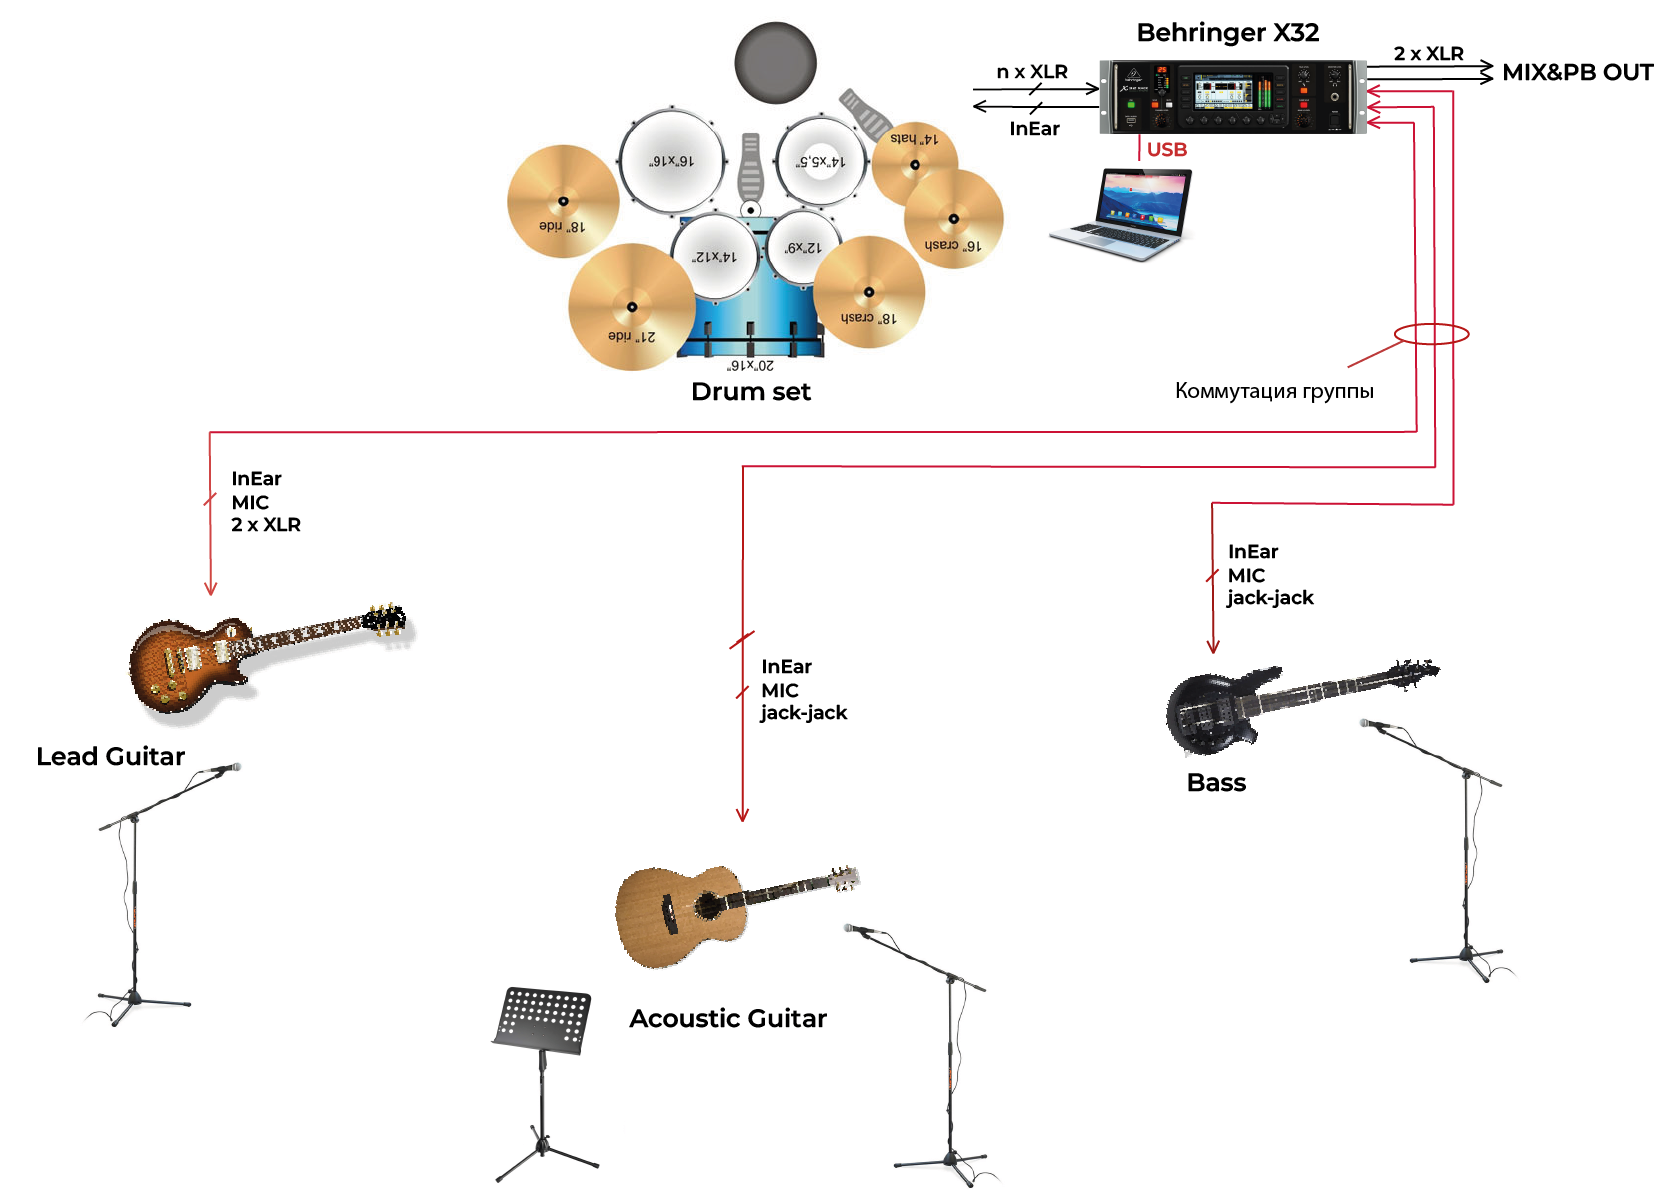 Behringer X32
2 x XLR
MIX&PB OUT
n x XLR
InEar
USB
14" hats
16"x16"
14"x5,5"
18" ride
16" crash
14"x12"
12"x9"
21" ride
18" crash
20"x16"
Drum set
Коммутация группы
InEar
MIC
2 x XLR
InEar
MIC
jack-jack
InEar
MIC
jack-jack
Lead Guitar
Bass
Acoustic Guitar